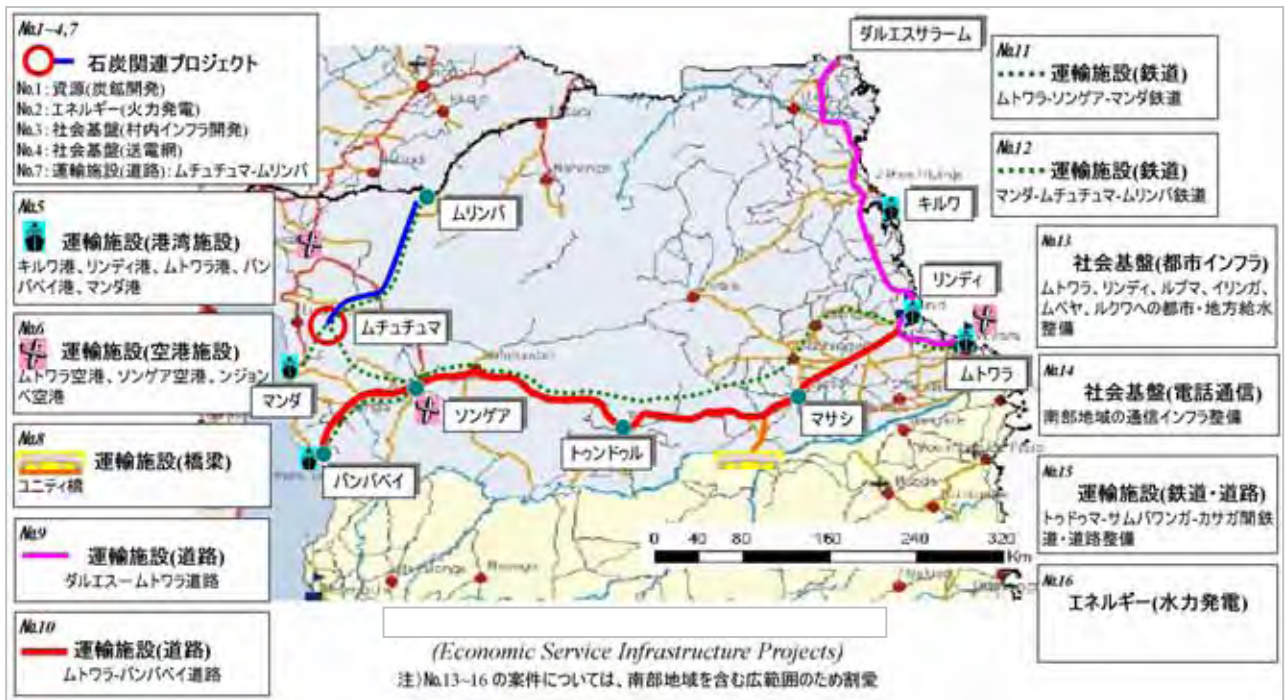 No.1~4,7
石炭関連プロジェクト
No.1:資源(炭鉱開発)
No.2:エネルギー(火力発電)
No.3:社会基盤(村内インフラ開発)
No.4:社会基盤(送電網)
No.7:運輸施設(道路):ムチュチュマ-ムリンバ
No.5
運輸施設(港湾施設)
キルワ港、リンディ港、ムトワラ港、バン
バベイ港、マンダ港
No.6
運輸施設(空港施設)
ムトワラ空港、ソンゲア空港、ンジョン
ベ空港
No.8
運輸施設(橋梁)
ユニティ橋
No.9
運輸施設(道路)
ダルエスームトワラ道路
No.10
運輸施設(道路)
ムトワラ-バンバベイ道路
ダルエスサラーム
キルワ
リンディ
ムトワラ
ムリンバ
ムチュチュマ
マンダ
ソンゲア
バンバベイ
トゥンドゥル
マサシ
0 40 80 160 240 320
Km
No.11
運輸施設(鉄道)
ムトワラ-ソンゲア-マンダ鉄道
No.12
運輸施設(鉄道)
マンダ-ムチュチュマ-ムリンバ鉄道
No.13
社会基盤(都市インフラ)
ムトワラ、リンディ、ルブマ、イリンガ、
ムベヤ、ルクワへの都市・地方給水
整備
No.14
社会基盤(電話通信)
南部地域の通信インフラ整備
No.15
運輸施設(鉄道・道路)
トゥドゥマ-サムバワンガ-カサガ間鉄
道・道路整備
No.16
エネルギー(水力発電)
(Economic Service Infrastructure Projects)
注)No.13~16 の案件については、南部地域を含む広範囲のため割愛